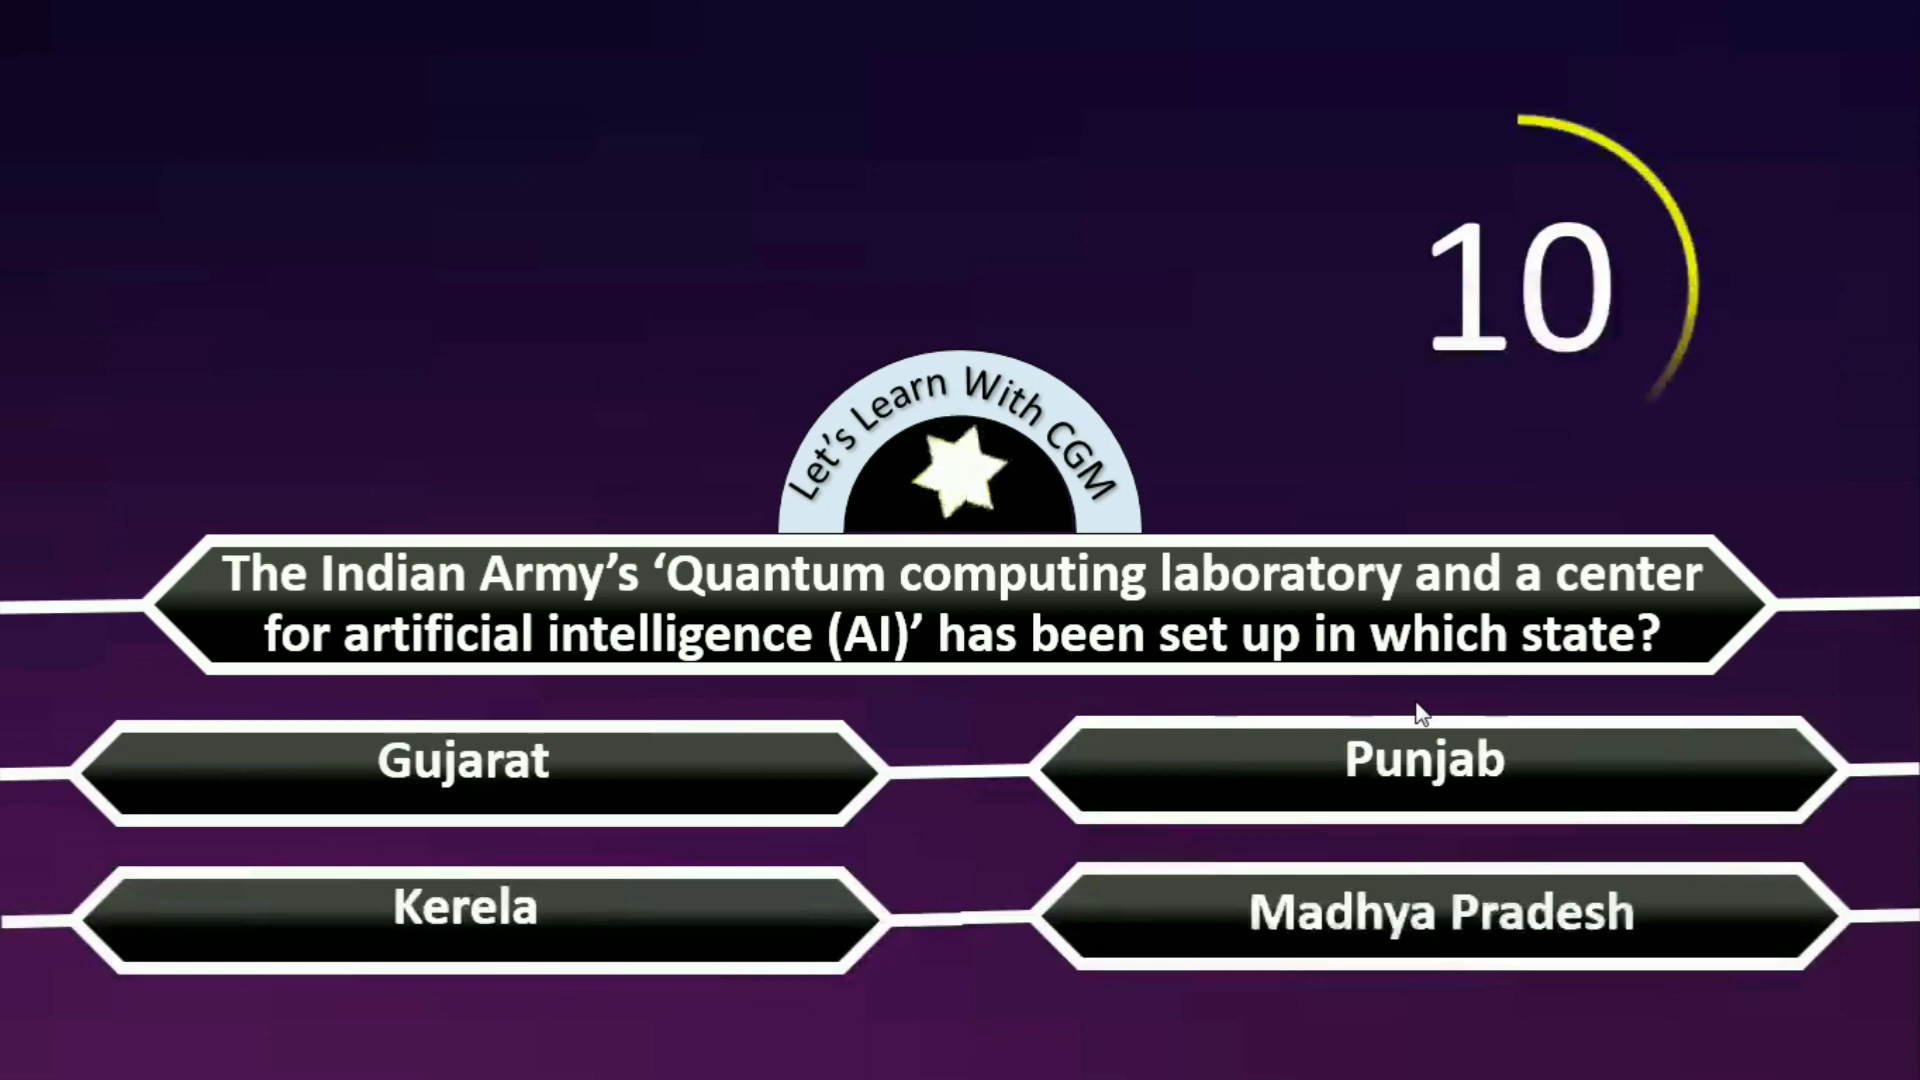 10
Let's Learn With CGM
The Indian Army’s ‘Quantum computing laboratory and a center
for artificial intelligence (AI)’ has been set up in which state?
Gujarat
Punjab
Kerela
Madhya Pradesh